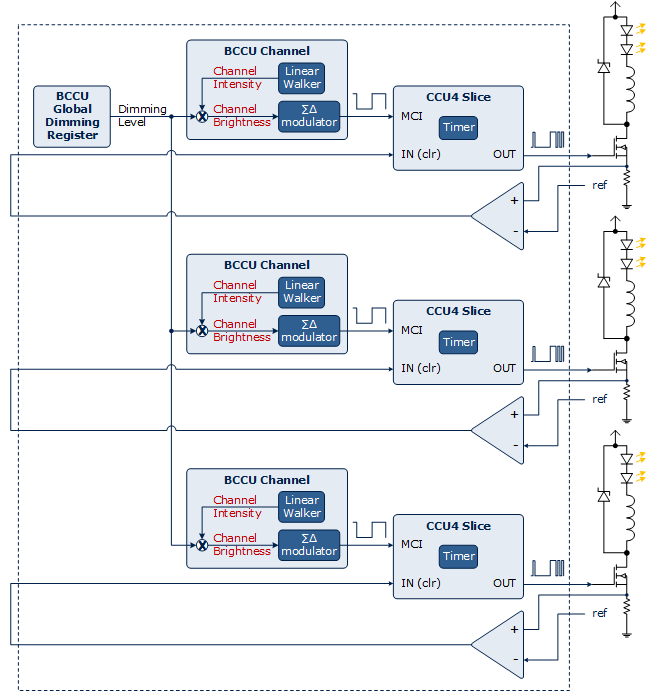 BCCU
Global
Dimming
Register
Dimming
Level
BCCU Channel
Channel
Intensity
Linear
Walker
Channel
Brightness
ΣΔ
modulator
CCU4 Slice
MCI
Timer
IN (clr)
OUT
+
-
ref
BCCU Channel
Channel
Intensity
Linear
Walker
Channel
Brightness
ΣΔ
modulator
CCU4 Slice
MCI
Timer
IN (clr)
OUT
+
-
ref
BCCU Channel
Channel
Intensity
Linear
Walker
Channel
Brightness
ΣΔ
modulator
CCU4 Slice
MCI
Timer
IN (clr)
OUT
+
-
ref